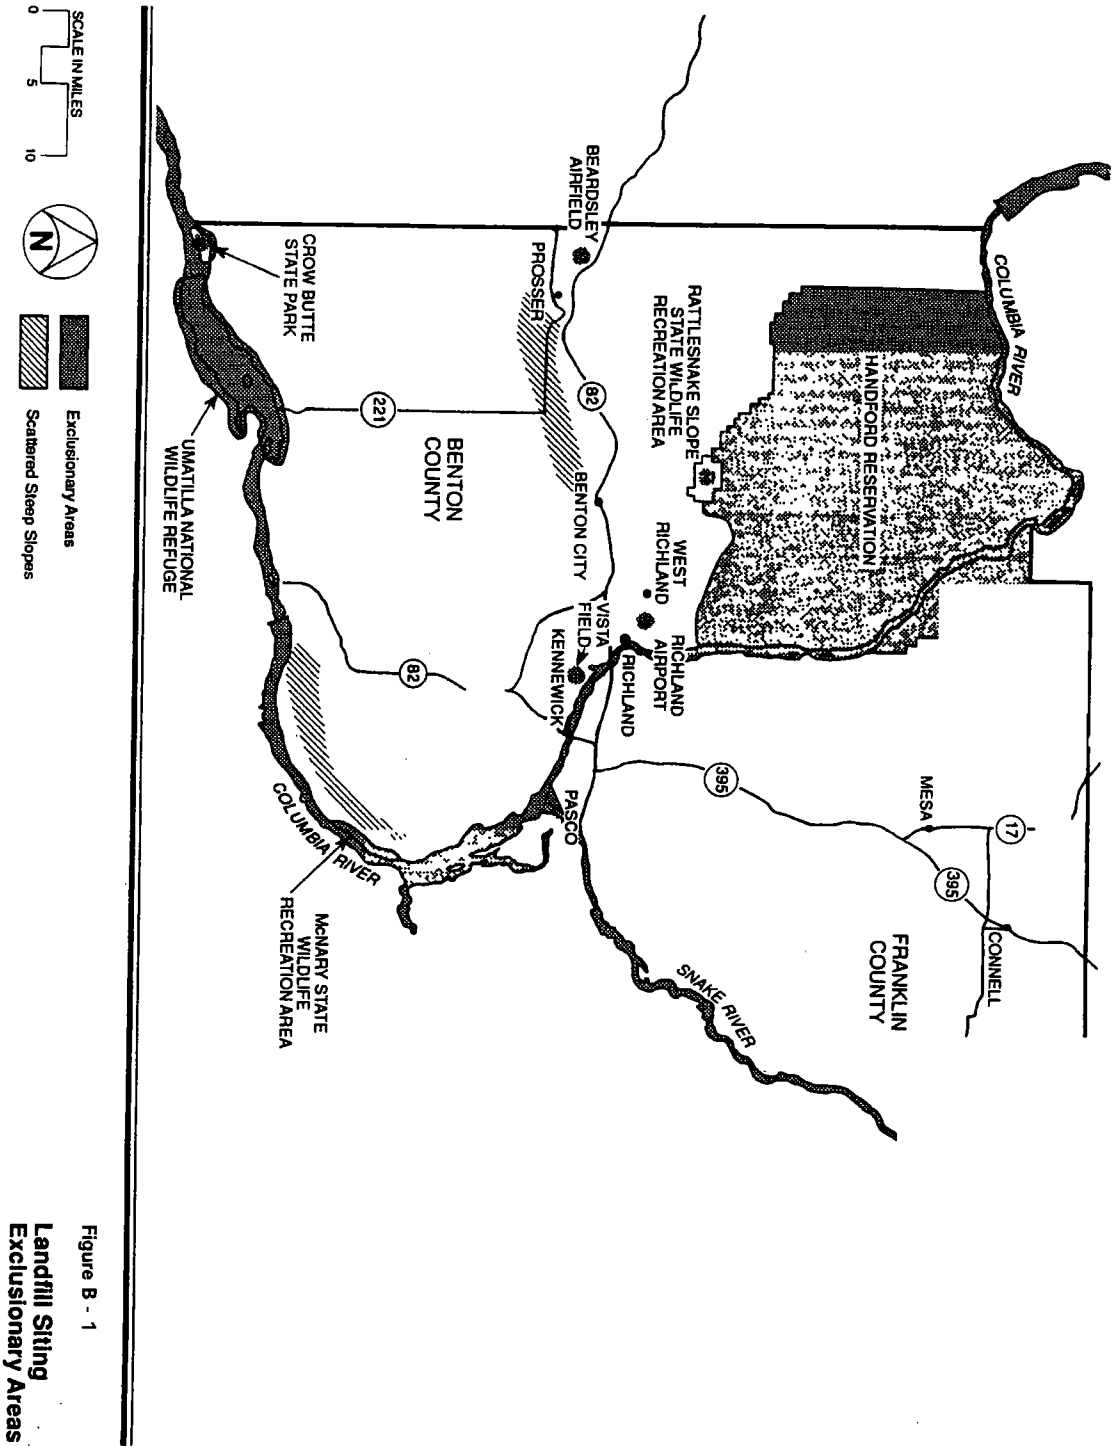 COLUMBIA RIVER
HANDFORD RESERVATION
RATTLESNAKE SLOPE
STATE WILDLIFE
RECREATION AREA
BEARDSLEY
AIRFIELD
PROSSER
82
BENTON CITY
WEST
RICHLAND
RICHLAND
AIRPORT
RICHLAND
VISTA
FIELD
KENNEWICK
PASCO
395
MESA
17
395
CONNELL
FRANKLIN
COUNTY
SNAKE RIVER
BENTON
COUNTY
221
82
CROW BUTTE
STATE PARK
UMATILLA NATIONAL
WILDLIFE REFUGE
COLUMBIA RIVER
McNARY STATE
WILDLIFE
RECREATION AREA
SCALE IN MILES
0
5
10
N
Exclusionary Areas
Scattered Steep Slopes
Figure B - 1
Landfill Siting
Exclusionary Areas